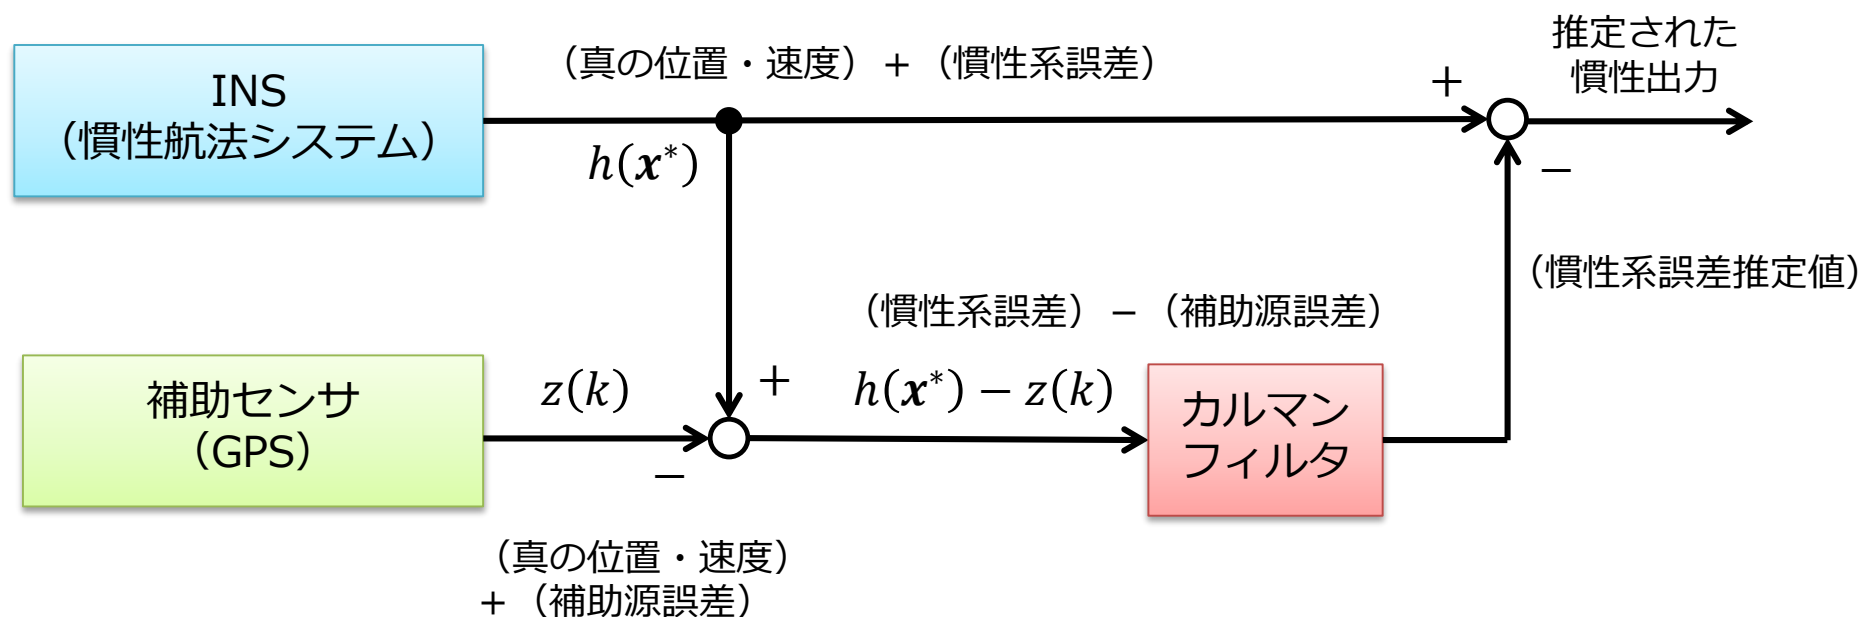 INS
（慣性航法システム）
（真の位置・速度）＋（慣性系誤差）
h(x*)
＋
推定された
慣性出力
−
（慣性系誤差推定値）
補助センサ
（GPS）
z(k)
−
＋
（真の位置・速度）
＋（補助源誤差）
（慣性系誤差）−（補助源誤差）
h(x*) − z(k)
カルマン
フィルタ